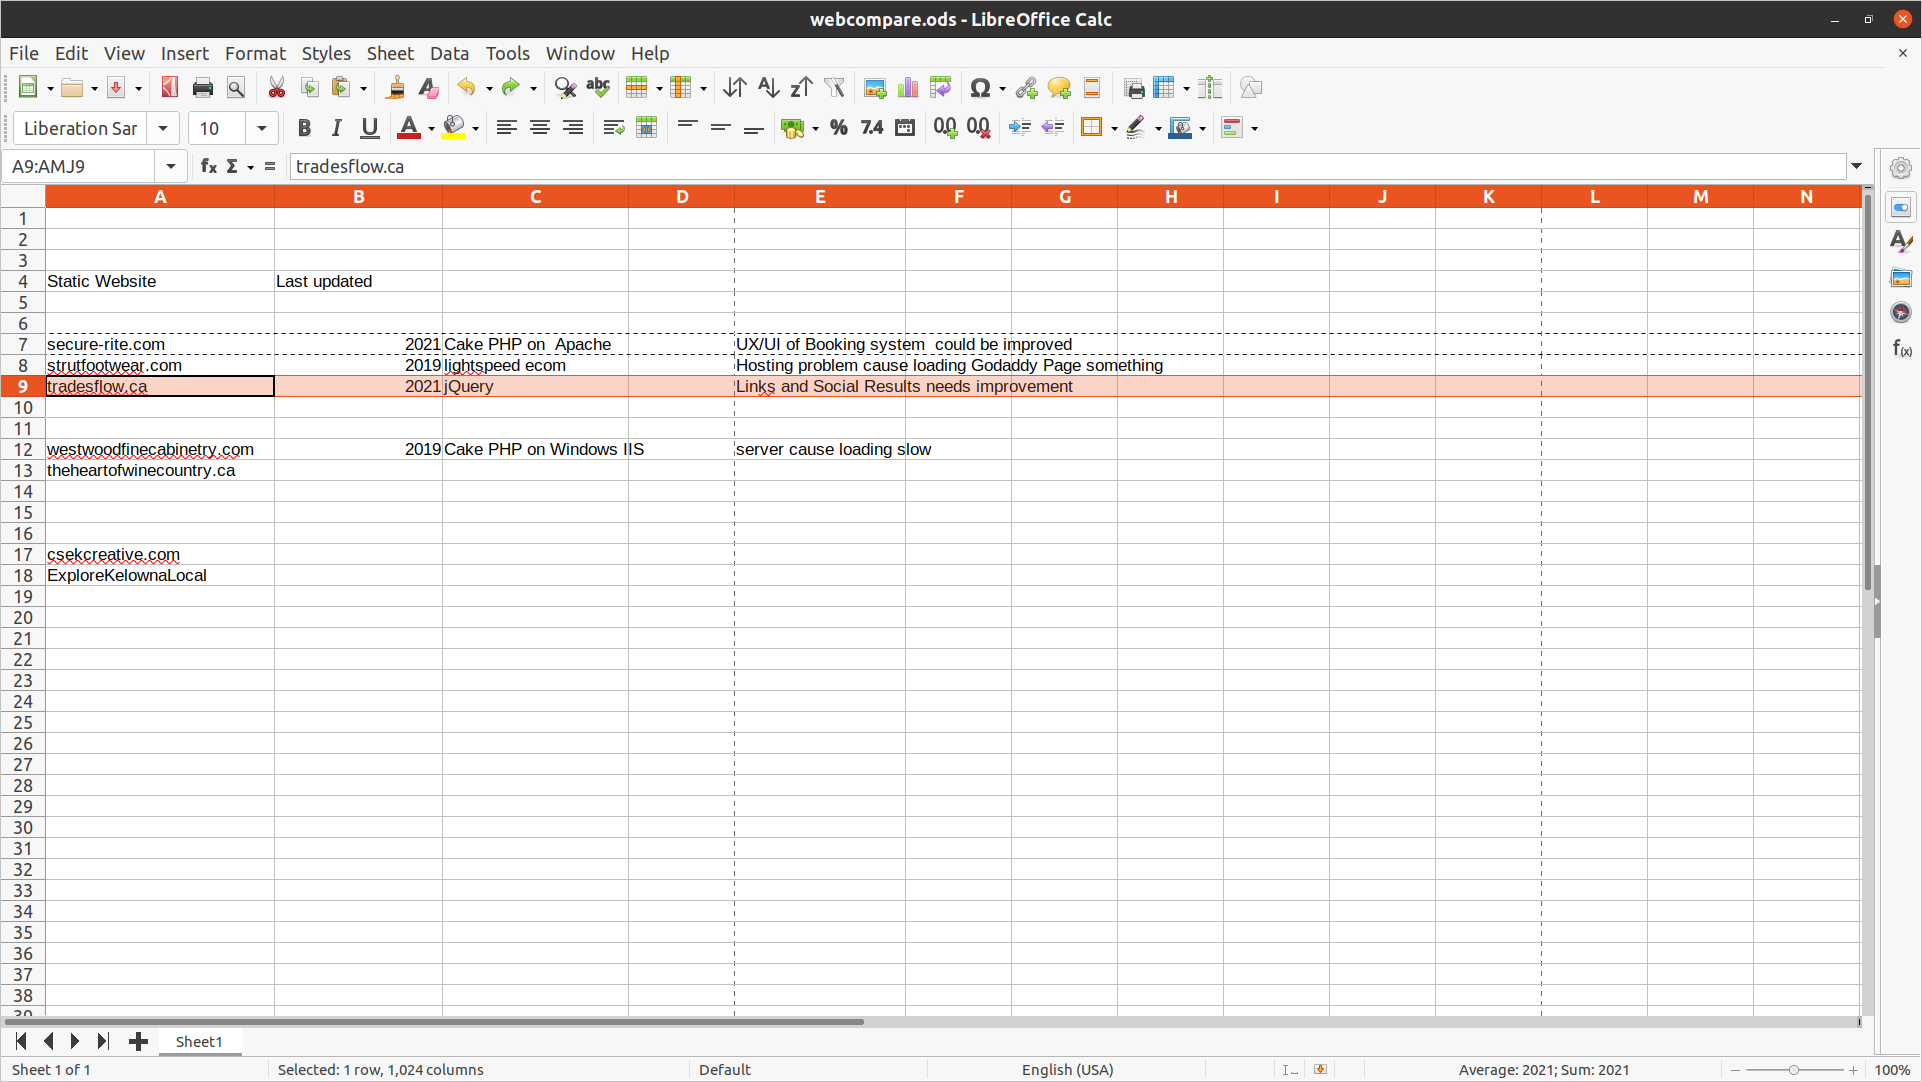 webcompare.ods - LibreOffice Calc
File Edit View Insert Format Styles Sheet Data Tools Window Help
Liberation Sar 10
A9:AMJ9 tradesflow.ca
A B C D E F G H I J K L M N
1
2
3
4 Static Website Last updated
5
6
7 secure-rite.com 2021 Cake PHP on  Apache UX/UI of Booking system  could be improved
8 strutfootwear.com 2019 lightspeed ecom Hosting problem cause loading Godaddy Page something
9 tradesflow.ca 2021 jQuery Links and Social Results needs improvement
10
11
12 westwoodfinecabinetry.com 2019 Cake PHP on Windows IIS server cause loading slow
13 theheartofwinecountry.ca
14
15
16
17 csekcreative.com
18 ExploreKelownaLocal
19
20
21
22
23
24
25
26
27
28
29
30
31
32
33
34
35
36
37
38
39
Sheet1
Sheet 1 of 1 Selected: 1 row, 1,024 columns Default English (USA) Average: 2021; Sum: 2021 100%